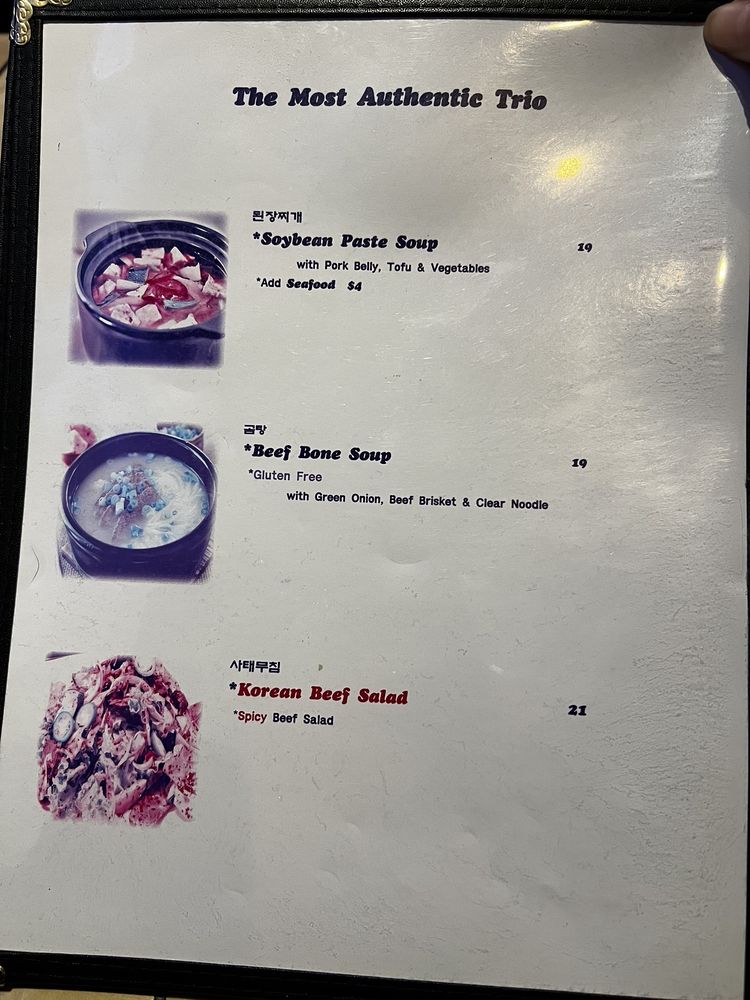 The Most Authentic Trio
된장찌개
*Soybean Paste Soup 19
with Pork Belly, Tofu & Vegetables
*Add Seafood $4
곰탕
*Beef Bone Soup 19
*Gluten Free
with Green Onion, Beef Brisket & Clear Noodle
사태무침
*Korean Beef Salad 21
*Spicy Beef Salad